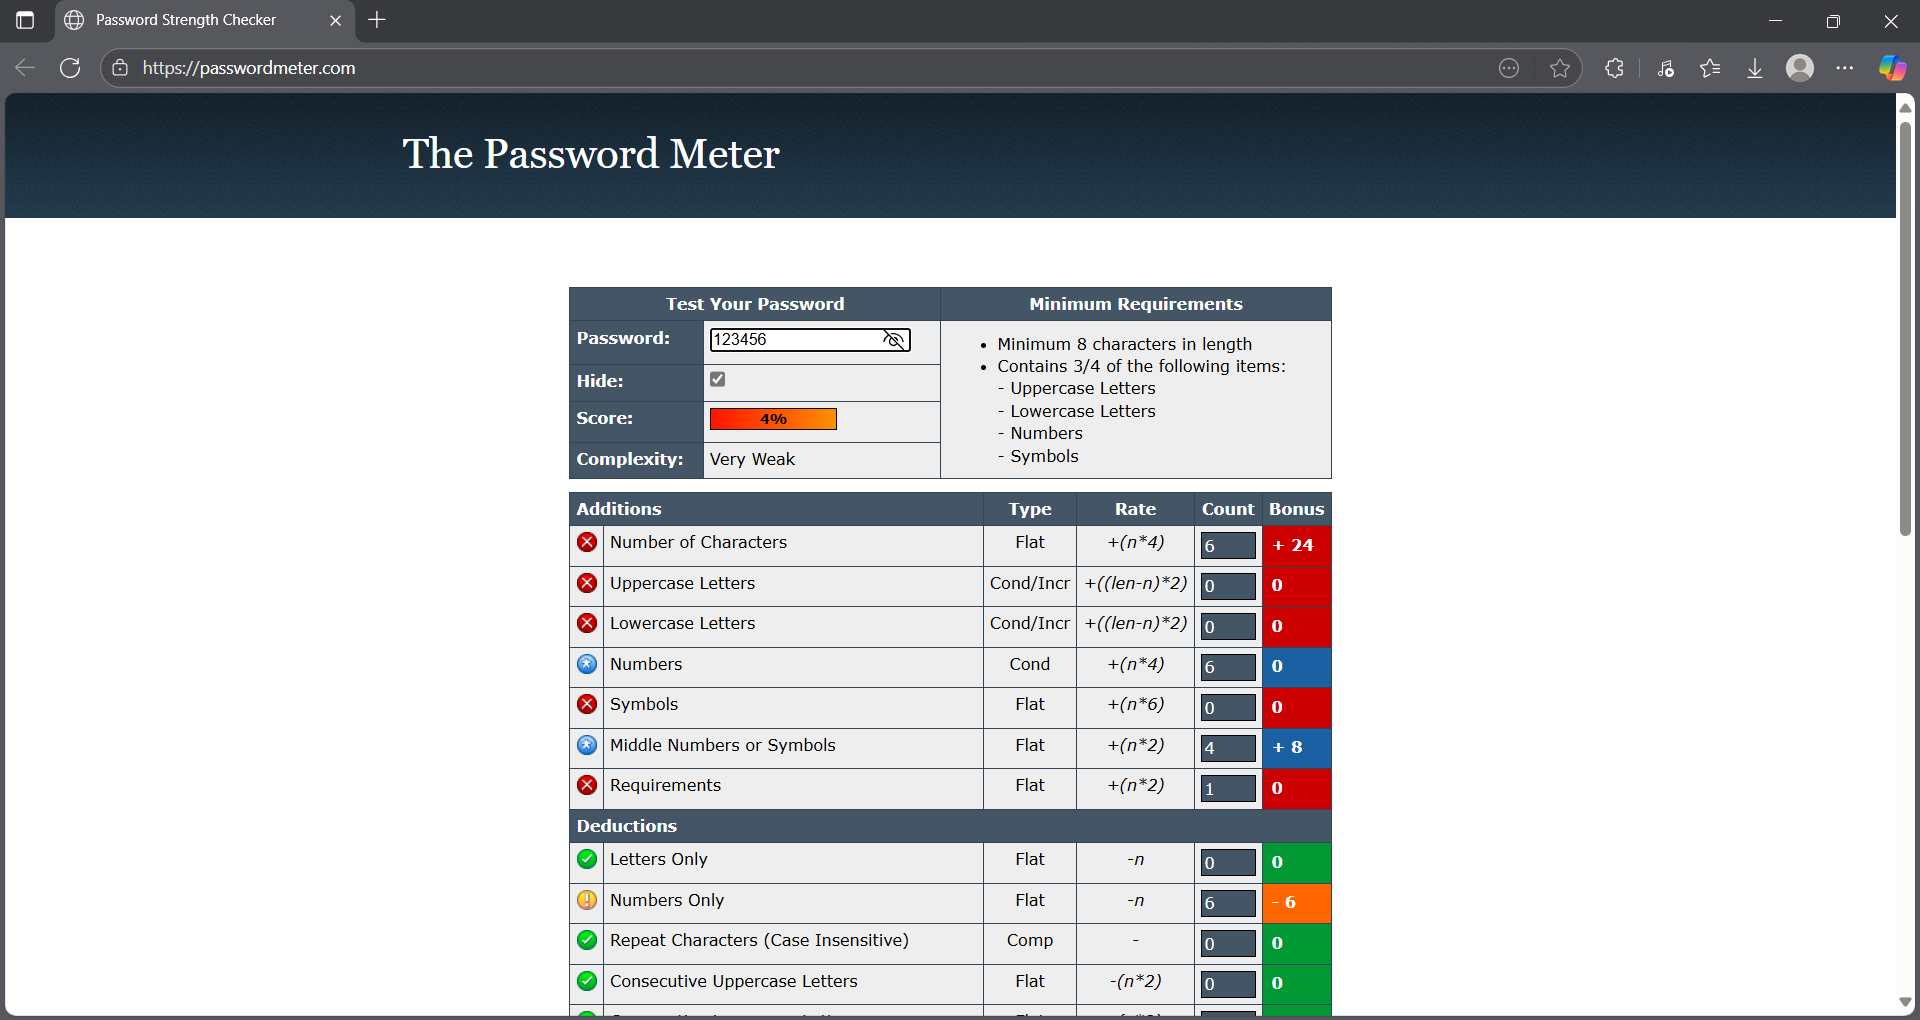 Password Strength Checker
https://passwordmeter.com
The Password Meter
Test Your Password
Minimum Requirements
Password:
123456
Hide:
Score:
4%
Complexity:
Very Weak
Minimum 8 characters in length
Contains 3/4 of the following items:
- Uppercase Letters
- Lowercase Letters
- Numbers
- Symbols
Additions Type Rate Count Bonus
Number of Characters Flat +(n*4) 6 + 24
Uppercase Letters Cond/Incr +((len-n)*2) 0 0
Lowercase Letters Cond/Incr +((len-n)*2) 0 0
Numbers Cond +(n*4) 6 0
Symbols Flat +(n*6) 0 0
Middle Numbers or Symbols Flat +(n*2) 4 + 8
Requirements Flat +(n*2) 1 0
Deductions
Letters Only Flat -n 0 0
Numbers Only Flat -n 6 - 6
Repeat Characters (Case Insensitive) Comp - 0 0
Consecutive Uppercase Letters Flat -(n*2) 0 0